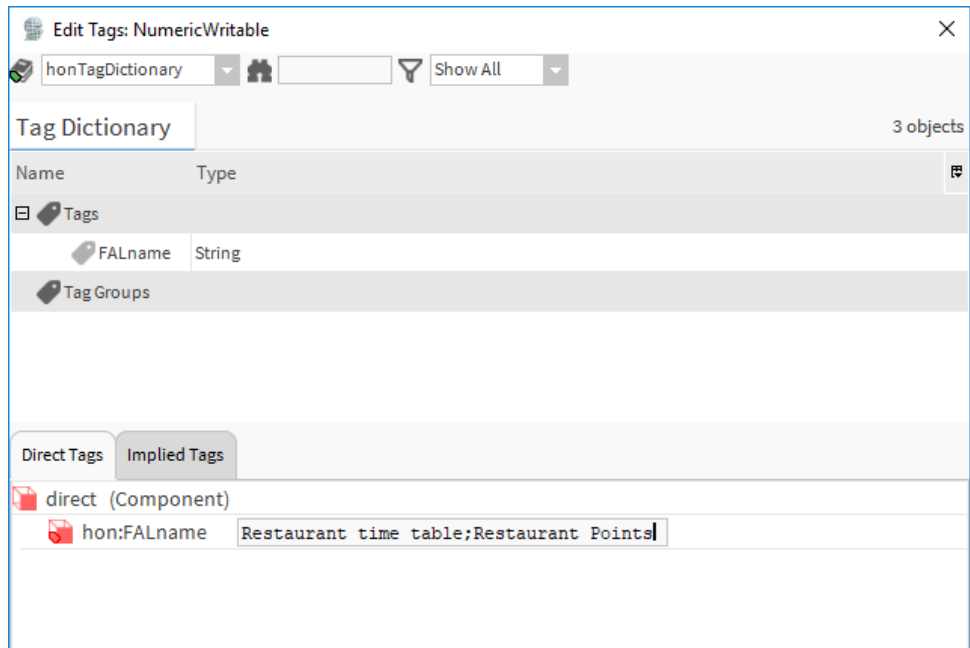 Edit Tags: NumericWritable
honTagDictionary Show All
Tag Dictionary 3 objects
Name Type
Tags
FALname String
Tag Groups
Direct Tags Implied Tags
direct (Component)
hon:FALname Restaurant time table;Restaurant Points